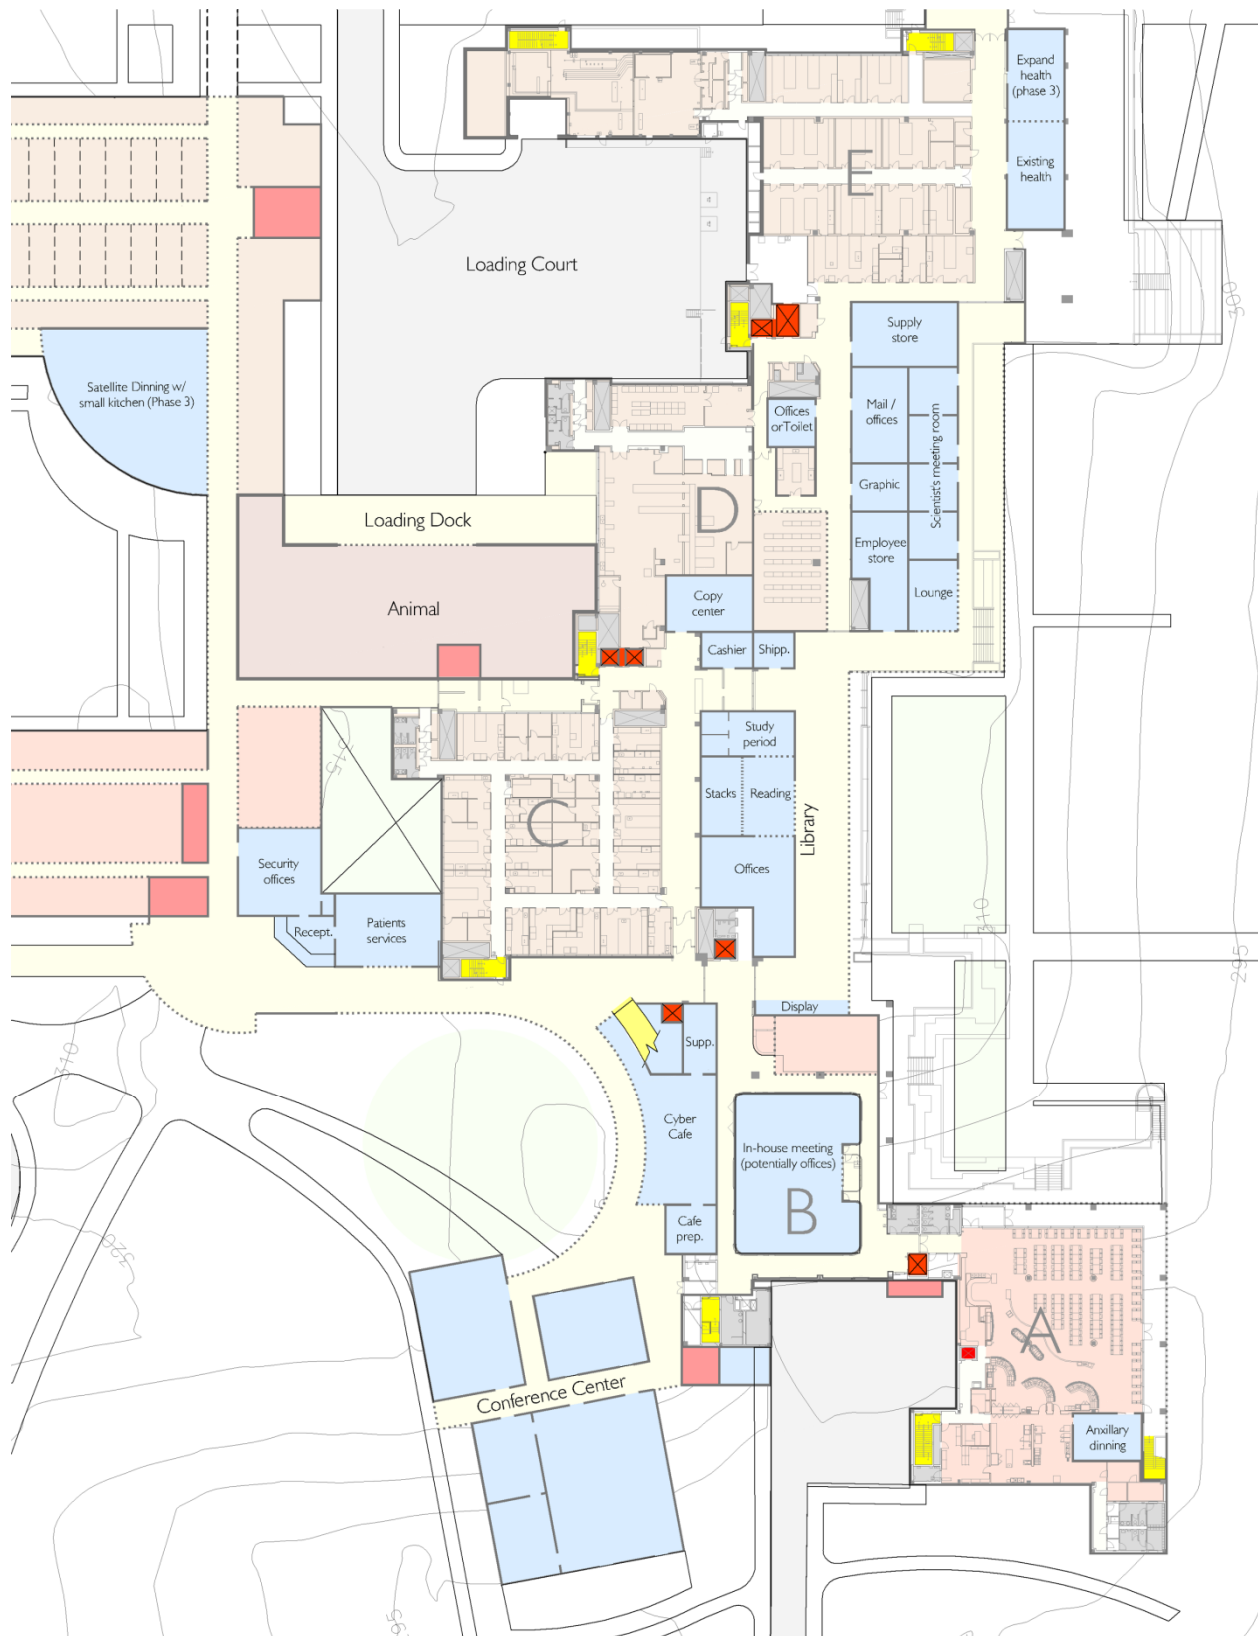 Expand
health
(phase 3)
Existing
health
E
Loading Court
300
Supply
store
Satellite Dinning w/
small kitchen (Phase 3)
Mail /
offices
Offices
orToilet
Scientist's meeting room
Graphic
D
Loading Dock
Employee
store
Lounge
Animal
Copy
center
Cashier
Shipp.
Study
period
315
Stacks
Reading
C
Library
Security
offices
Offices
Recept.
Patients
services
310
295
Display
310
Supp.
Cyber
Cafe
In-house meeting
(potentially offices)
B
Cafe
prep.
320
A
Conference Center
Anxillary
dinning